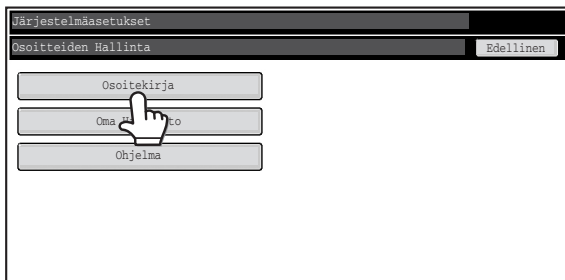 Järjestelmäasetukset
Osoitteiden Hallinta Edellinen
Osoitekirja
Oma
Ohjelma